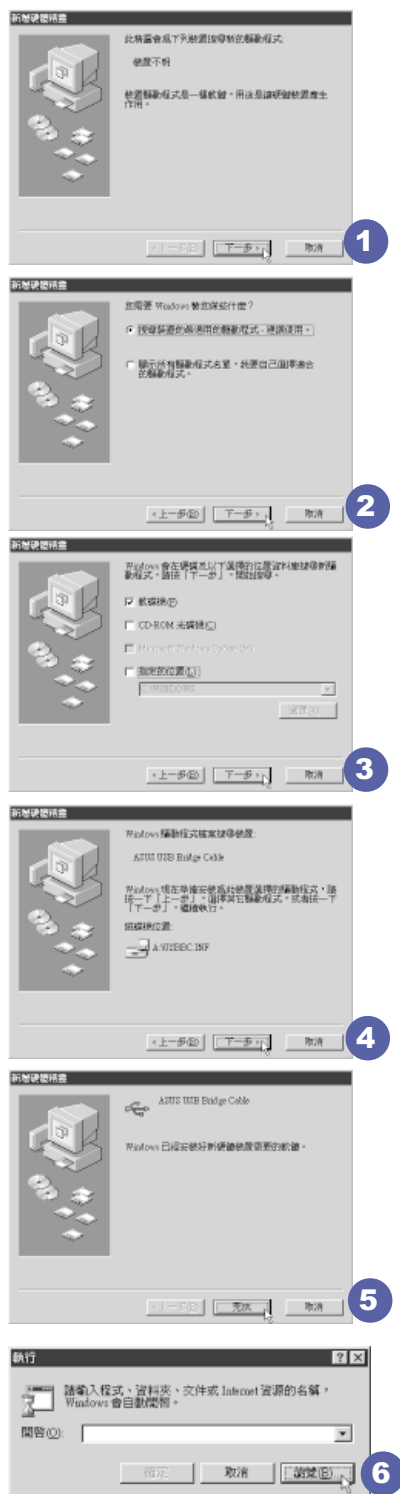 新增硬體精靈
此精靈會為下列裝置搜尋新的驅動程式:
裝置不明
裝置驅動程式是一種軟體,用途是讓硬體裝置產生
作用。
<上一步(B)
下一步>
取消
1
新增硬體精靈
您需要 Windows 替您做些什麼?
搜尋裝置的最適用的驅動程式 - 建議使用。
顯示所有驅動程式名單,我要自己選擇適合
的驅動程式。
<上一步(B)
下一步>
取消
2
新增硬體精靈
Windows 會在硬碟及以下選擇的位置資料庫搜尋新驅
動程式。請按「下一步」,開始搜尋。
軟碟機(F)
CD-ROM 光碟機(C)
Microsoft Windows Update (M)
指定的位置(L):
C:\WINDOWS
瀏覽(R)...
<上一步(B)
下一步>
取消
3
新增硬體精靈
Windows 驅動程式檔案搜尋裝置:
ASUS USB Bridge Cable
Windows 現在準備安裝為此裝置選擇的驅動程式,請
按一下「上一步」,選擇其它驅動程式,或者按一下
「下一步」,繼續執行。
磁碟機位置:
A:\USBBC.INF
<上一步(B)
下一步>
取消
4
新增硬體精靈
ASUS USB Bridge Cable
Windows 已經安裝好新硬體裝置需要的軟體。
<上一步(B)
完成
取消
5
執行
請輸入程式、資料夾、文件或 Internet 資源的名稱,
Windows 會自動開啟。
開啟(O):
確定
取消
瀏覽(B)...
6